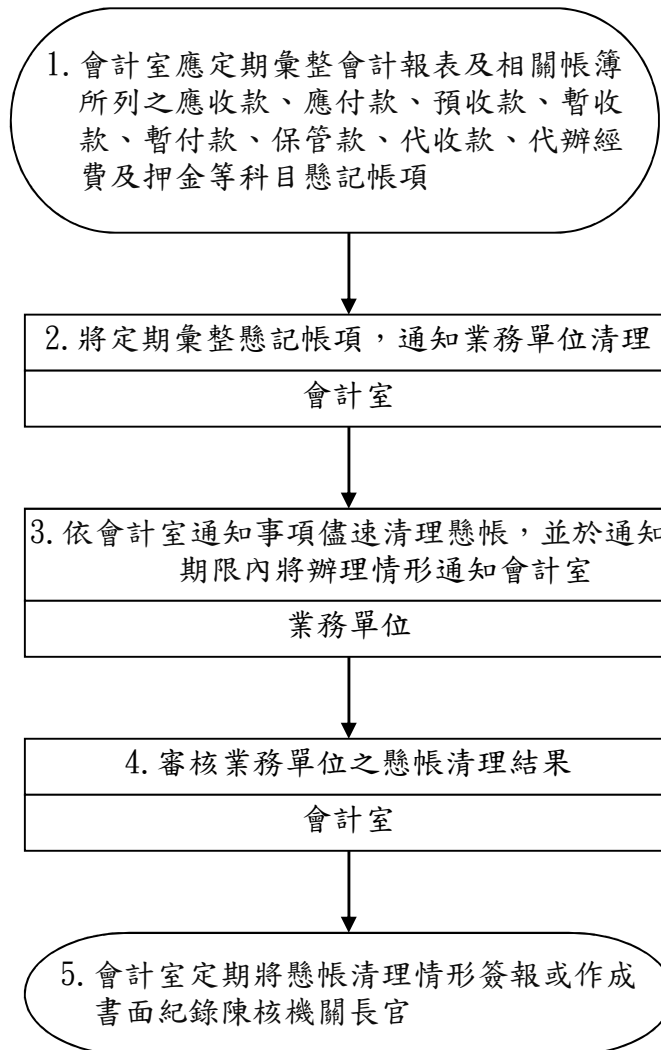 1. 會計室應定期彙整會計報表及相關帳簿
所列之應收款、應付款、預收款、暫收
款、暫付款、保管款、代收款、代辦經
費及押金等科目懸記帳項
2. 將定期彙整懸記帳項，通知業務單位清理
會計室
3. 依會計室通知事項儘速清理懸帳，並於通知
期限內將辦理情形通知會計室
業務單位
4. 審核業務單位之懸帳清理結果
會計室
5. 會計室定期將懸帳清理情形簽報或作成
書面紀錄陳核機關長官